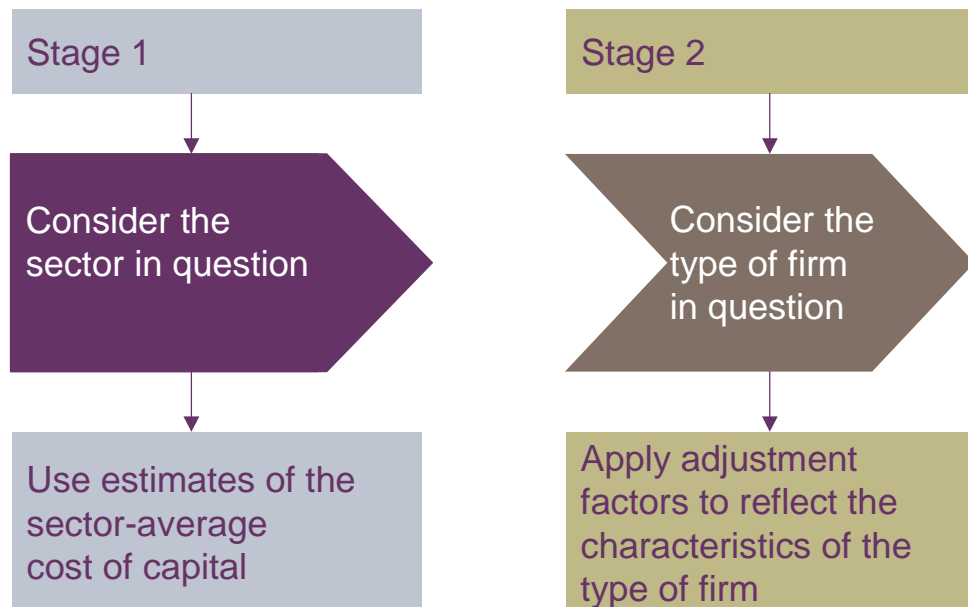 Stage 1
Consider the
sector in question
Use estimates of the
sector-average
cost of capital
Stage 2
Consider the
type of firm
in question
Apply adjustment
factors to reflect the
characteristics of the
type of firm